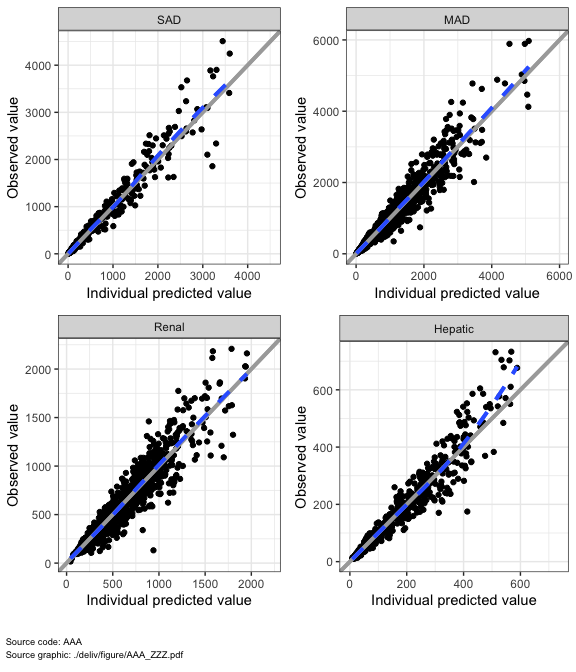 SAD
MAD
Observed value
4000
3000
2000
1000
0
0
1000
2000
3000
4000
Individual predicted value
Observed value
6000
4000
2000
0
0
2000
4000
6000
Individual predicted value
Renal
Hepatic
Observed value
2000
1500
1000
500
0
0
500
1000
1500
2000
Individual predicted value
Observed value
600
400
200
0
0
200
400
600
Individual predicted value
Source code: AAA
Source graphic: ./deliv/figure/AAA_ZZZ.pdf